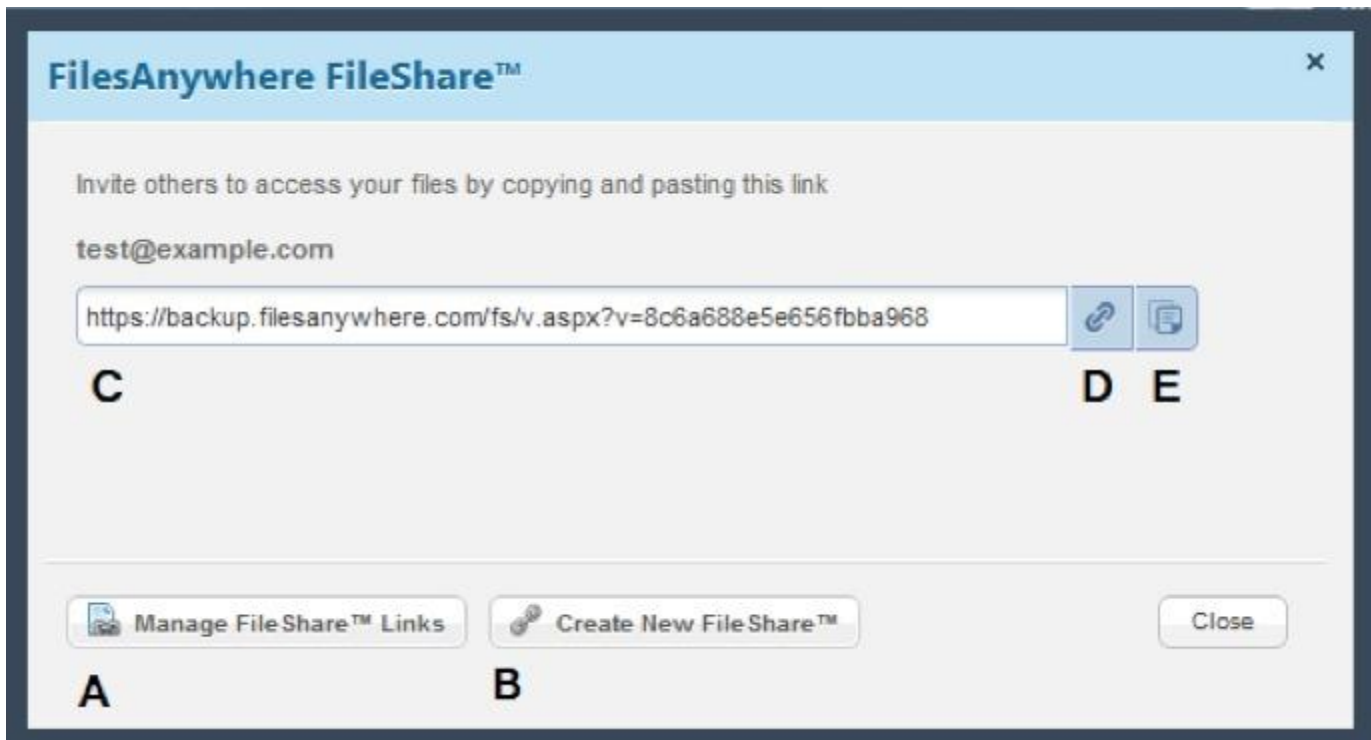 FilesAnywhere FileShare™
×
Invite others to access your files by copying and pasting this link
test@example.com
https://backup.filesanywhere.com/fs/v.aspx?v=8c6a688e5e656fbba968
C D E
Manage FileShare™ Links Create New FileShare™ Close
A B